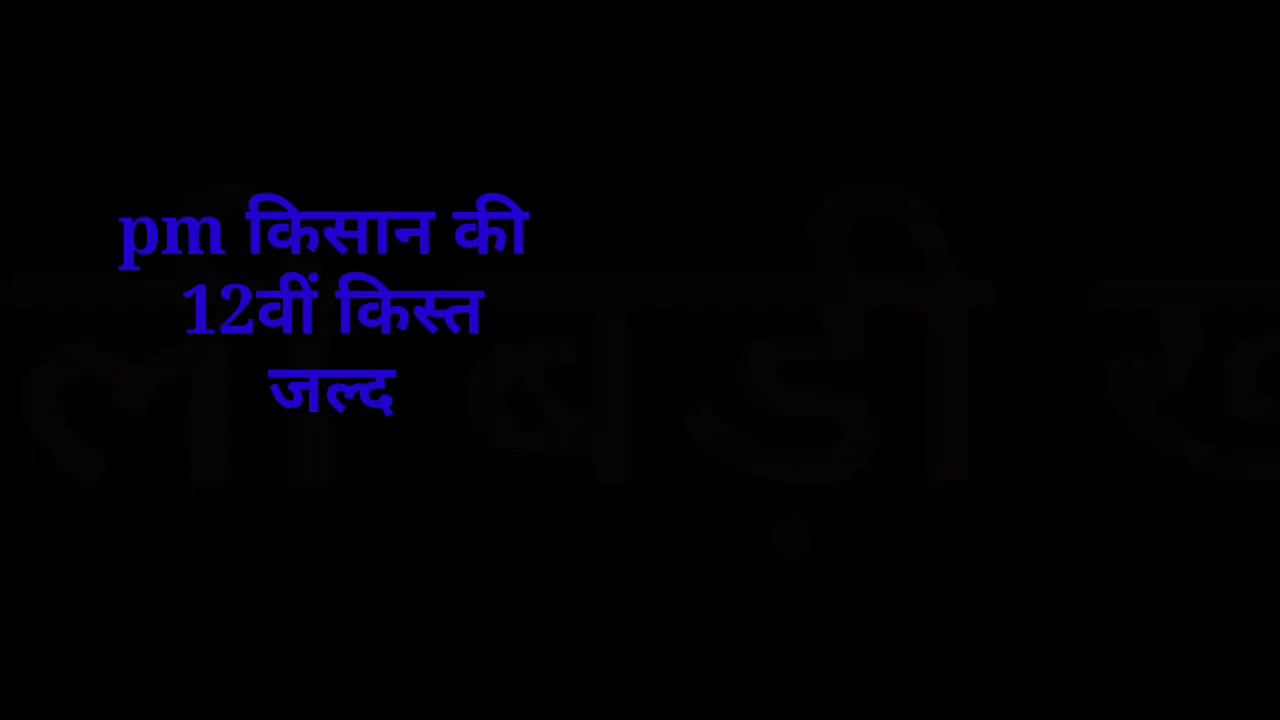 pm किसान की
12वीं किस्त
जल्द